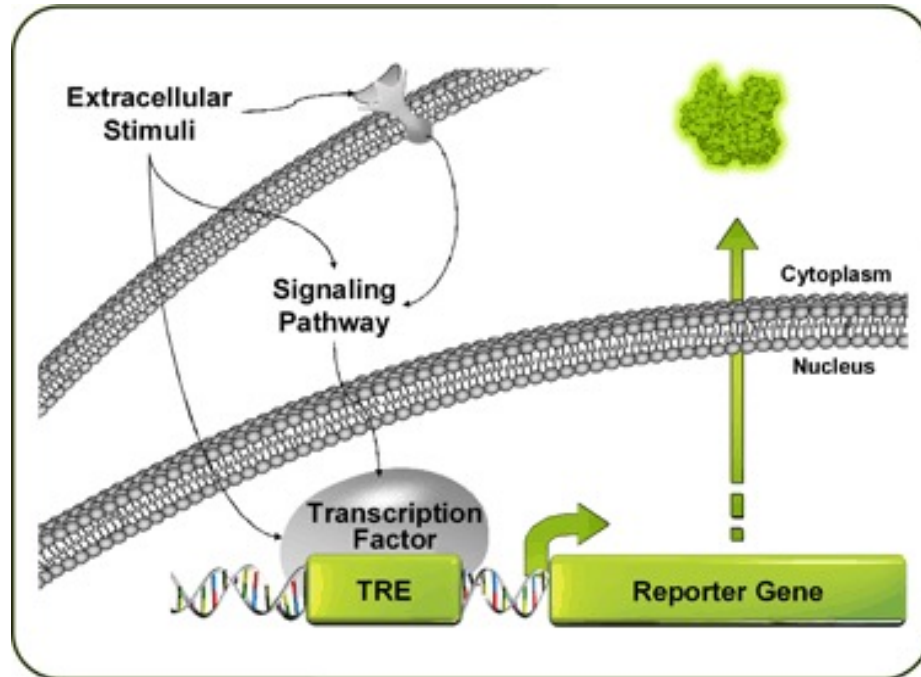 Extracellular
Stimuli
Signaling
Pathway
Cytoplasm
Nucleus
Transcription
Factor
TRE
Reporter Gene